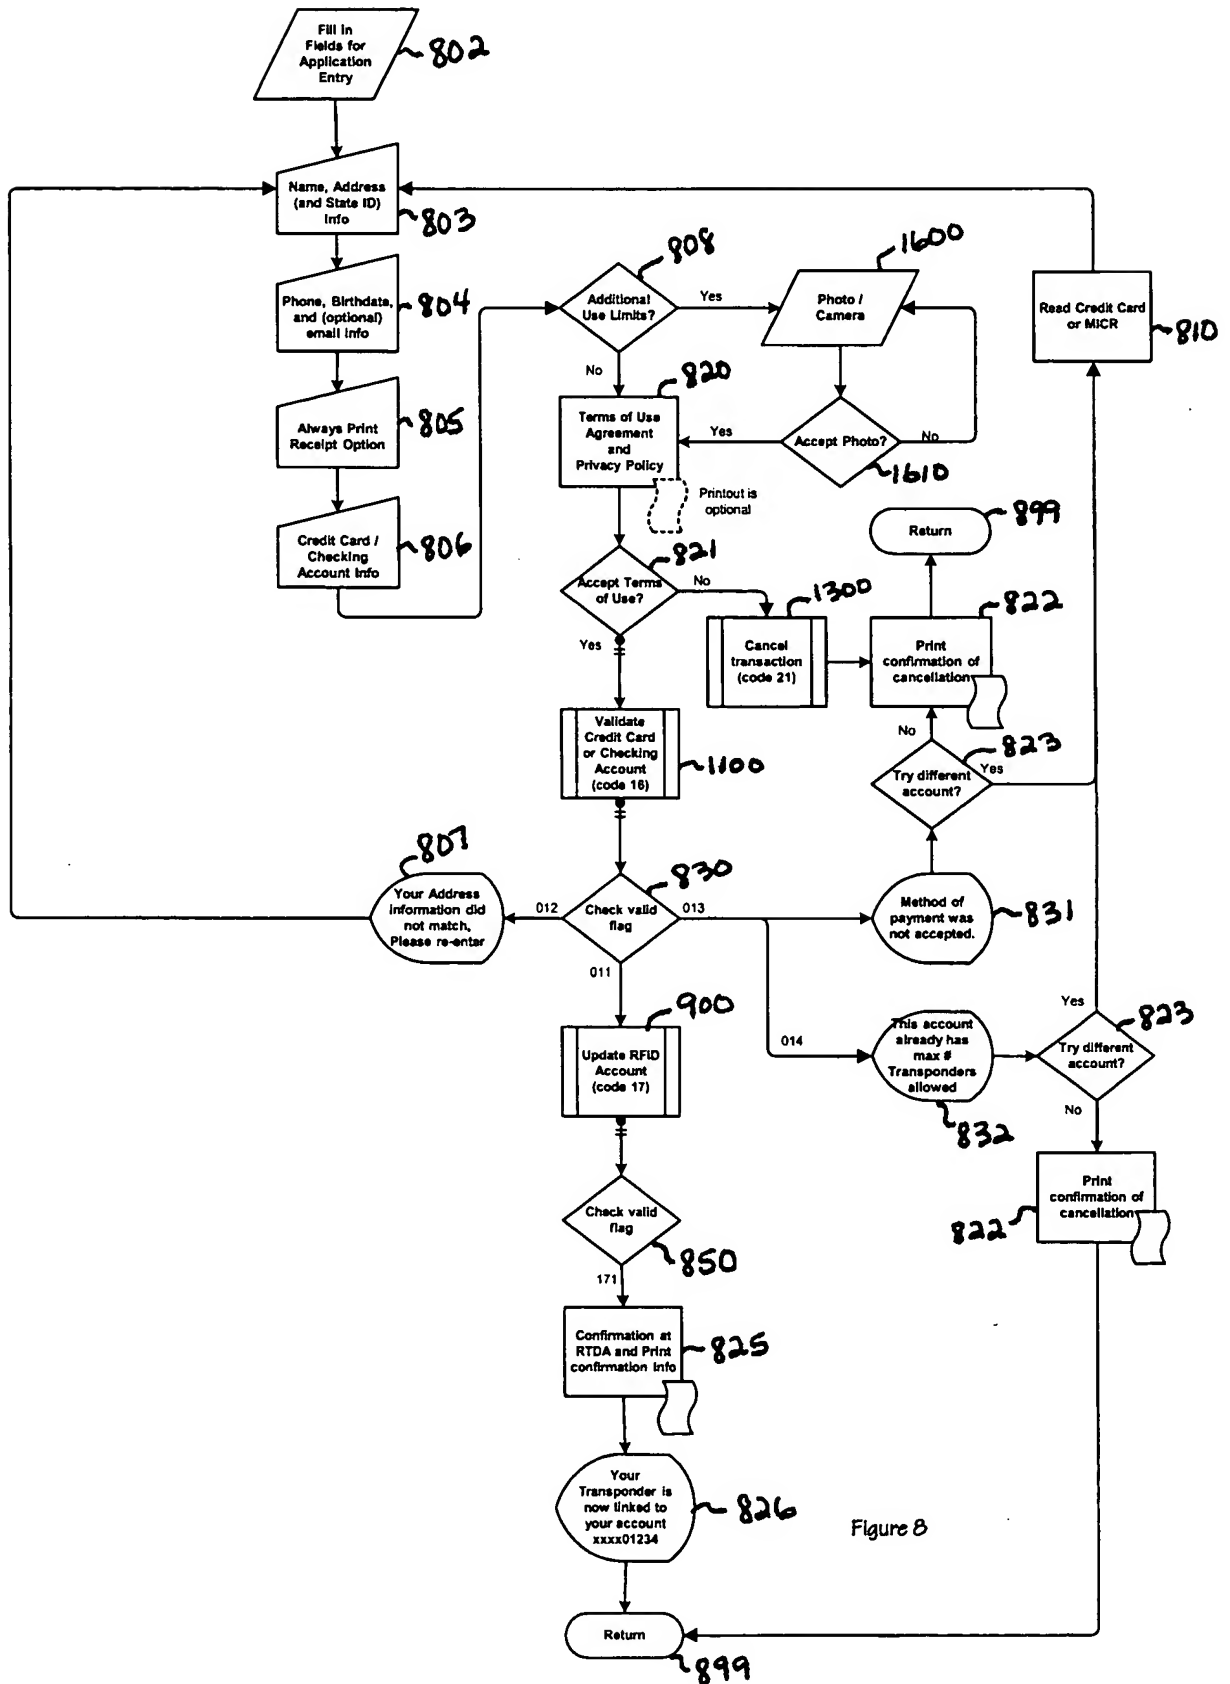 Fill In
Fields for
Application
Entry
802
Name, Address
(and State ID)
Info
803
Phone, Birthdate,
and (optional)
email Info
804
Always Print
Receipt Option
805
Credit Card /
Checking
Account Info
806
808
Additional
Use Limits?
Yes
No
1600
Photo /
Camera
Read Credit Card
or MICR
810
820
Terms of Use
Agreement
and
Privacy Policy
Yes
Accept Photo?
No
1610
Printout is
optional
899
Return
821
Accept Terms
of Use?
No
Yes
1300
Cancel
transaction
(code 21)
822
Print
confirmation of
cancellation
No
823
Try different
account?
Yes
Validate
Credit Card
or Checking
Account
(code 16)
1100
807
Your Address
information did
not match,
Please re-enter
012
830
Check valid
flag
013
011
Method of
payment was
not accepted.
831
900
Update RFID
Account
(code 17)
014
This account
already has
max #
Transponders
allowed
832
Yes
823
Try different
account?
No
Print
confirmation of
cancellation
822
Check valid
flag
850
171
Confirmation at
RTDA and Print
confirmation Info
825
Your
Transponder is
now linked to
your account
xxxx01234
826
Figure 8
Return
899